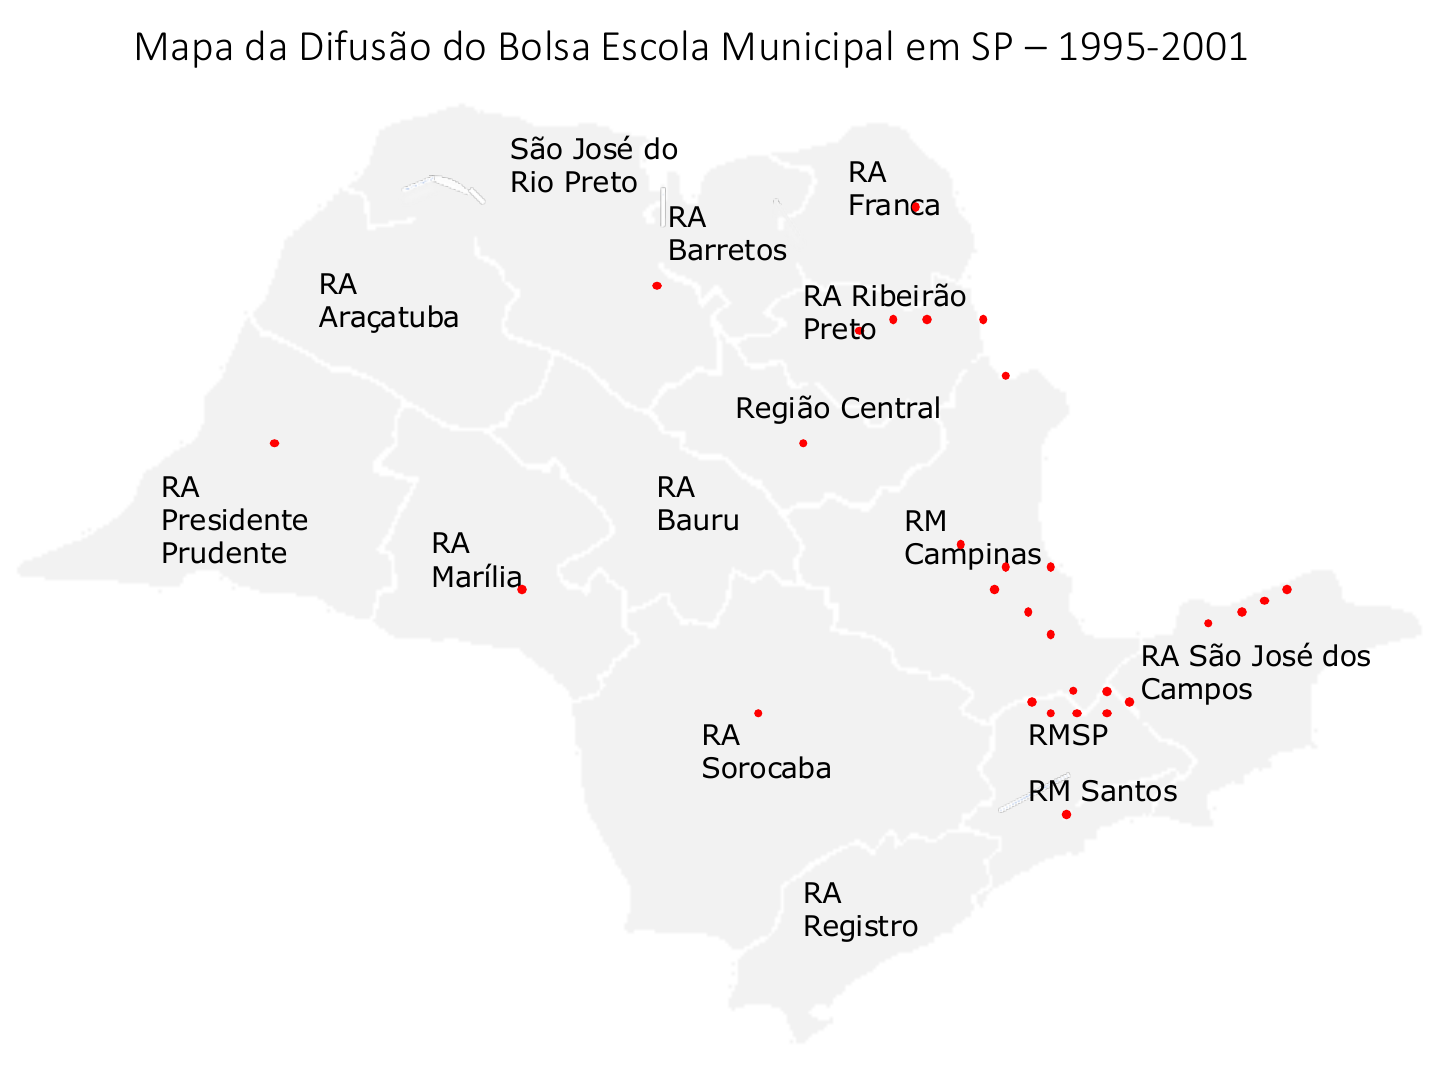 Mapa da Difusão do Bolsa Escola Municipal em SP – 1995-2001
São José do
Rio Preto
RA
Franca
RA
Barretos
RA
Araçatuba
RA Ribeirão
Preto
Região Central
RA
Presidente
Prudente
RA
Bauru
RM
Campinas
RA
Marília
RA São José dos
Campos
RA
Sorocaba
RMSP
RM Santos
RA
Registro